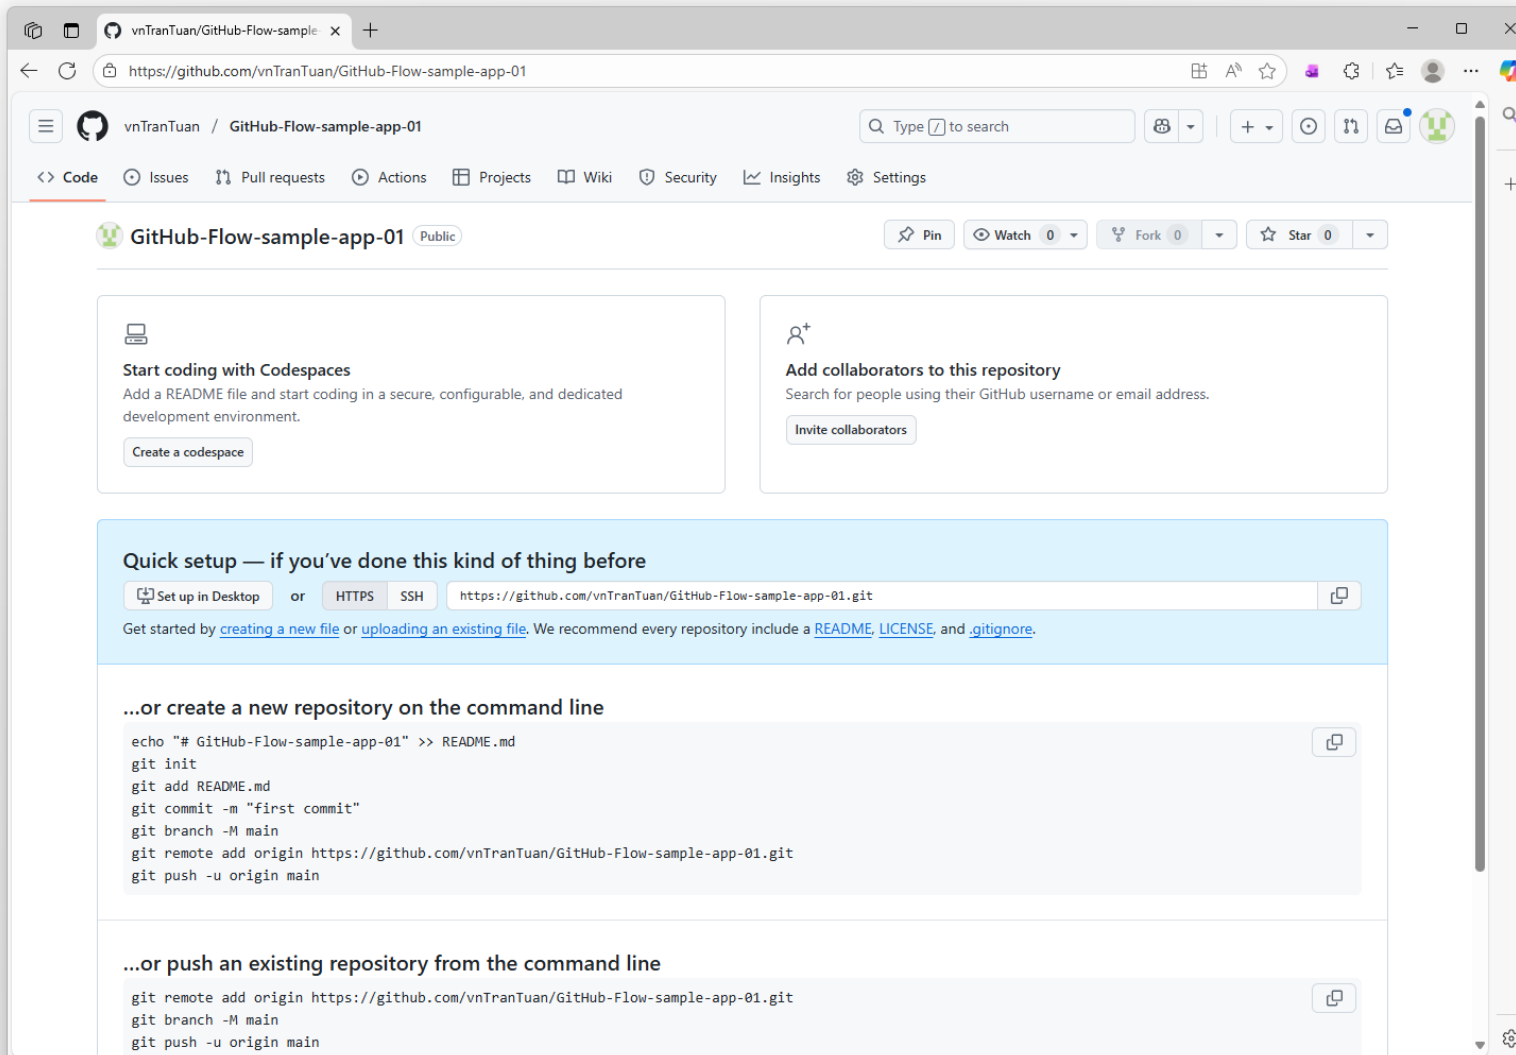 vnTranTuan/GitHub-Flow-sample-
https://github.com/vnTranTuan/GitHub-Flow-sample-app-01
vnTranTuan / GitHub-Flow-sample-app-01
Type / to search
Code Issues Pull requests Actions Projects Wiki Security Insights Settings
GitHub-Flow-sample-app-01 Public
Pin Watch 0 Fork 0 Star 0
Start coding with Codespaces
Add a README file and start coding in a secure, configurable, and dedicated
development environment.
Create a codespace
Add collaborators to this repository
Search for people using their GitHub username or email address.
Invite collaborators
Quick setup — if you’ve done this kind of thing before
Set up in Desktop or HTTPS SSH https://github.com/vnTranTuan/GitHub-Flow-sample-app-01.git
Get started by creating a new file or uploading an existing file. We recommend every repository include a README, LICENSE, and .gitignore.
…or create a new repository on the command line
echo "# GitHub-Flow-sample-app-01" >> README.md
git init
git add README.md
git commit -m "first commit"
git branch -M main
git remote add origin https://github.com/vnTranTuan/GitHub-Flow-sample-app-01.git
git push -u origin main
…or push an existing repository from the command line
git remote add origin https://github.com/vnTranTuan/GitHub-Flow-sample-app-01.git
git branch -M main
git push -u origin main